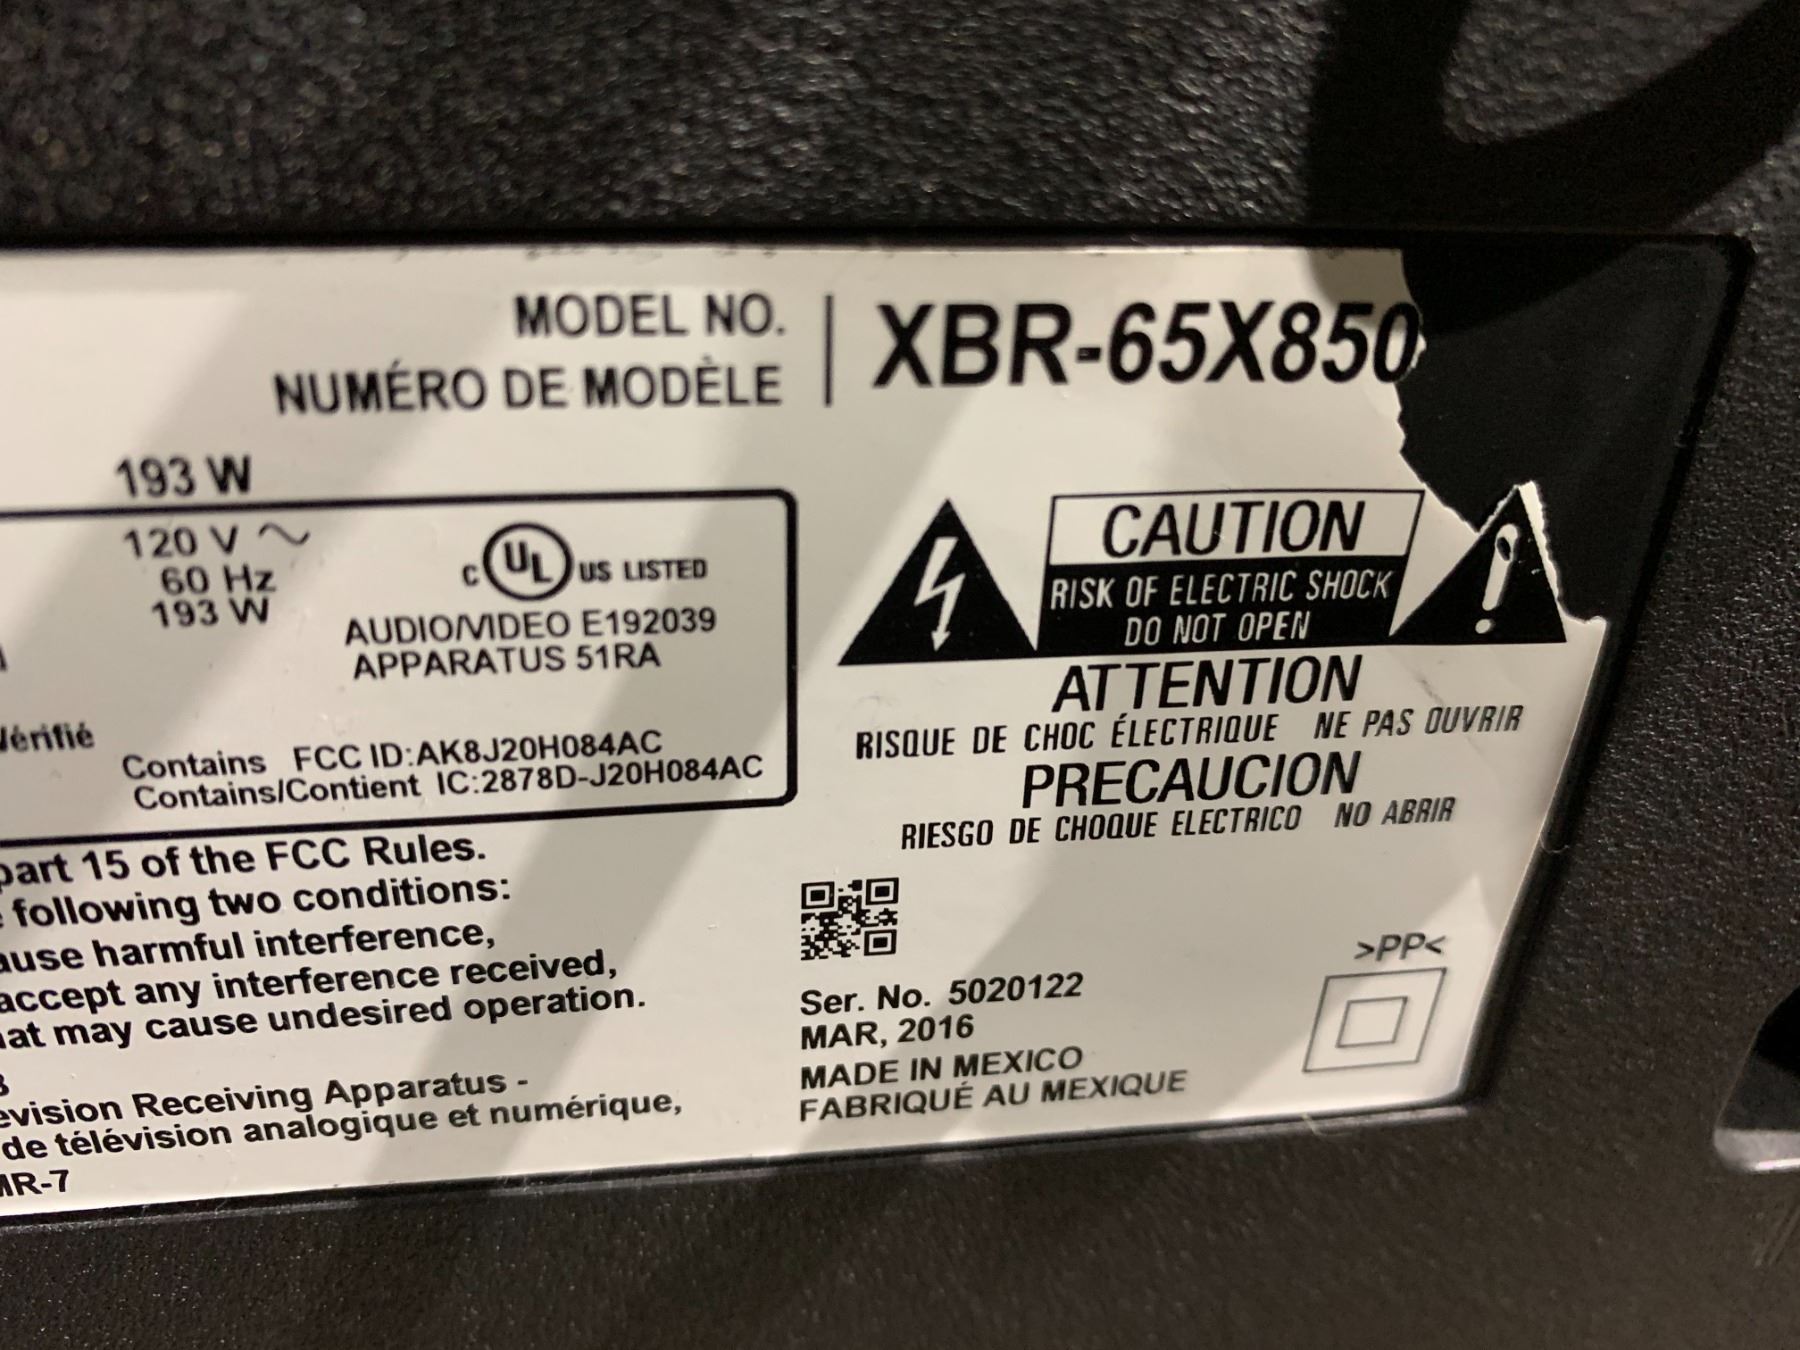 MODEL NO.
NUMÉRO DE MODÈLE
XBR-65X850
193 W
120 V ~
60 Hz
193 W
c UL US LISTED
AUDIO/VIDEO E192039
APPARATUS 51RA
Vérifié
Contains FCC ID:AK8J20H084AC
Contains/Contient IC:2878D-J20H084AC
part 15 of the FCC Rules.
following two conditions:
ause harmful interference,
accept any interference received,
hat may cause undesired operation.
evision Receiving Apparatus -
de télévision analogique et numérique,
MR-7
CAUTION
RISK OF ELECTRIC SHOCK
DO NOT OPEN
ATTENTION
RISQUE DE CHOC ÉLECTRIQUE NE PAS OUVRIR
PRECAUCION
RIESGO DE CHOQUE ELECTRICO NO ABRIR
Ser. No. 5020122
MAR, 2016
MADE IN MEXICO
FABRIQUÉ AU MEXIQUE
>PP<